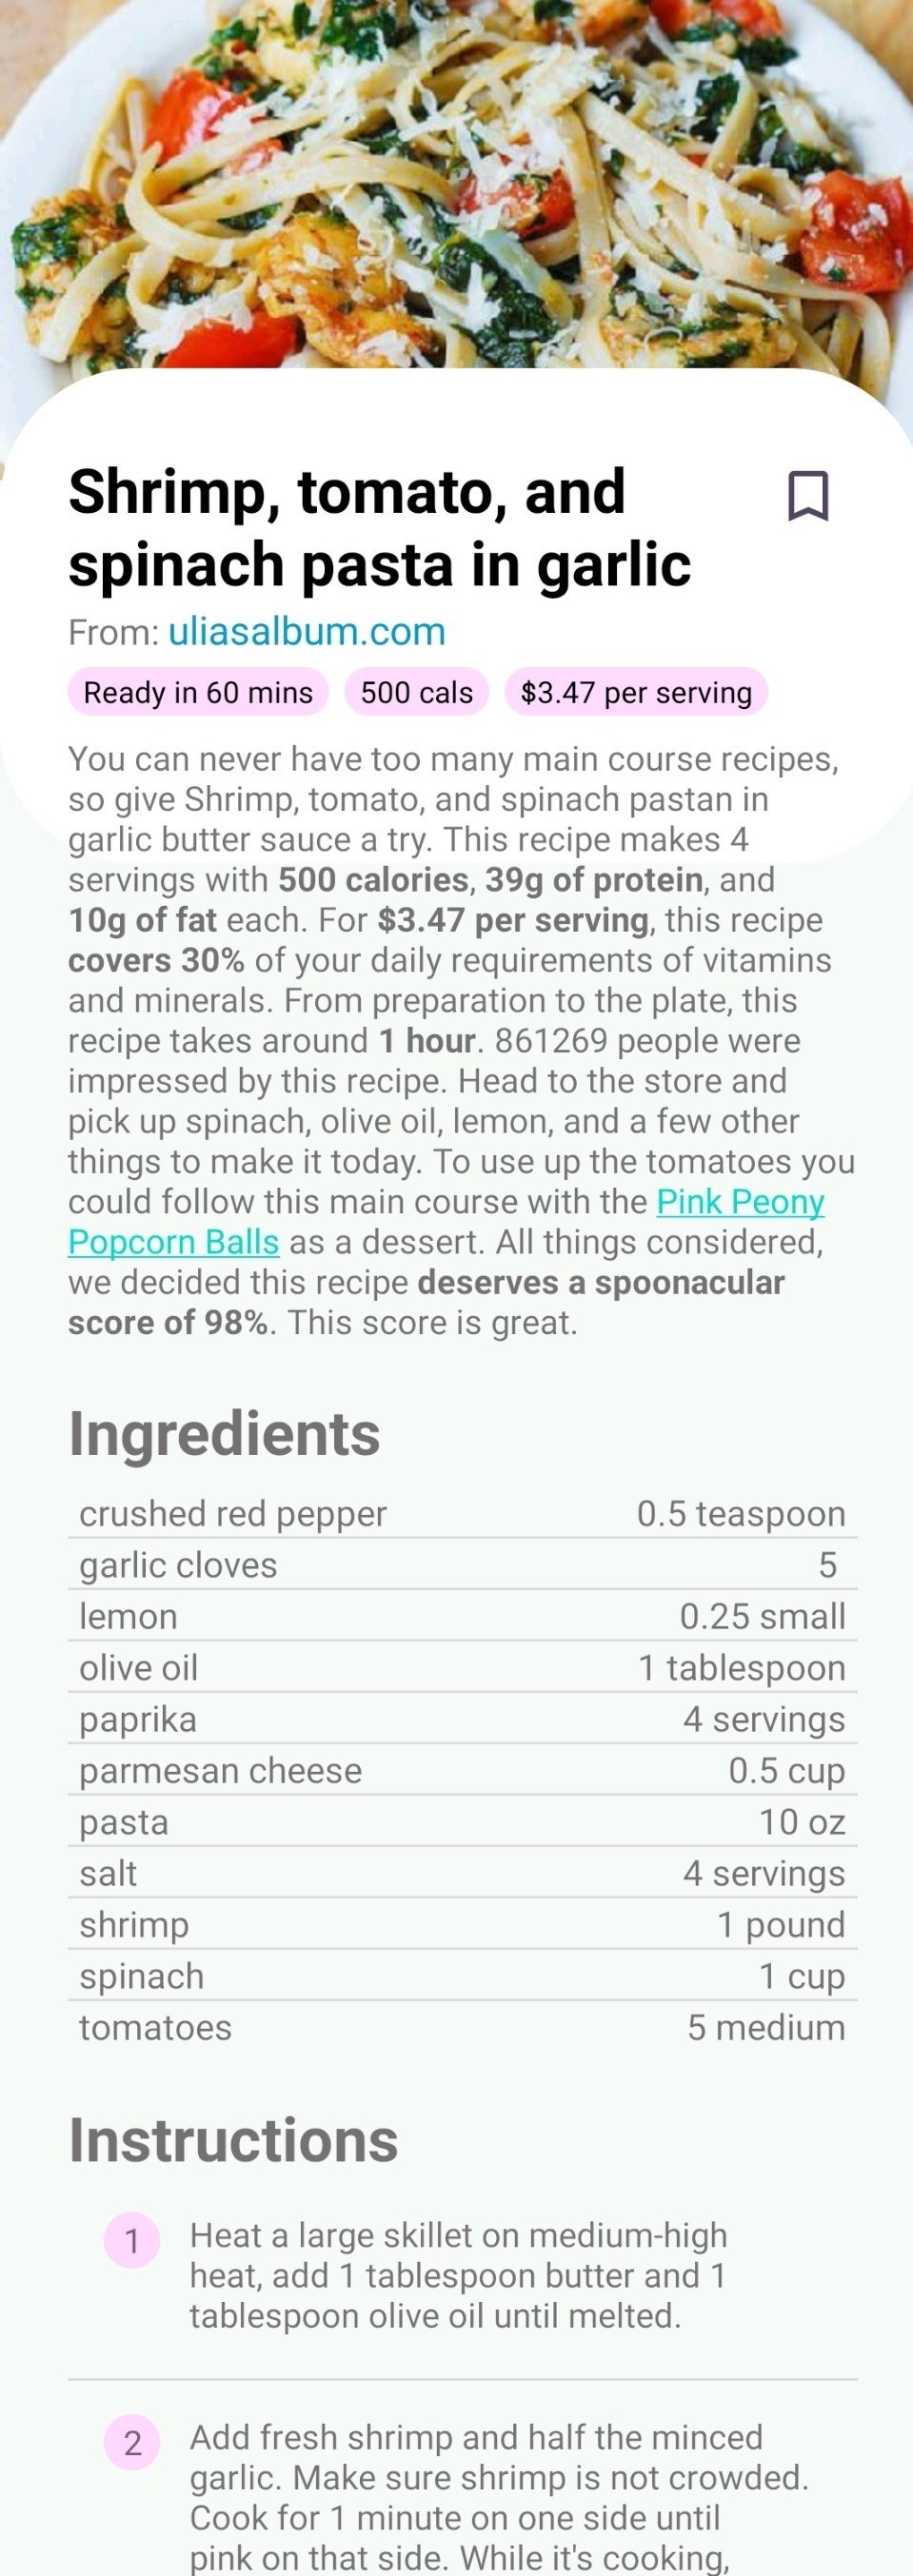 Shrimp, tomato, and
spinach pasta in garlic
From: uliasalbum.com
Ready in 60 mins 500 cals $3.47 per serving
You can never have too many main course recipes,
so give Shrimp, tomato, and spinach pastan in
garlic butter sauce a try. This recipe makes 4
servings with 500 calories, 39g of protein, and
10g of fat each. For $3.47 per serving, this recipe
covers 30% of your daily requirements of vitamins
and minerals. From preparation to the plate, this
recipe takes around 1 hour. 861269 people were
impressed by this recipe. Head to the store and
pick up spinach, olive oil, lemon, and a few other
things to make it today. To use up the tomatoes you
could follow this main course with the Pink Peony
Popcorn Balls as a dessert. All things considered,
we decided this recipe deserves a spoonacular
score of 98%. This score is great.
Ingredients
crushed red pepper 0.5 teaspoon
garlic cloves 5
lemon 0.25 small
olive oil 1 tablespoon
paprika 4 servings
parmesan cheese 0.5 cup
pasta 10 oz
salt 4 servings
shrimp 1 pound
spinach 1 cup
tomatoes 5 medium
Instructions
1 Heat a large skillet on medium-high
heat, add 1 tablespoon butter and 1
tablespoon olive oil until melted.
2 Add fresh shrimp and half the minced
garlic. Make sure shrimp is not crowded.
Cook for 1 minute on one side until
pink on that side. While it's cooking,